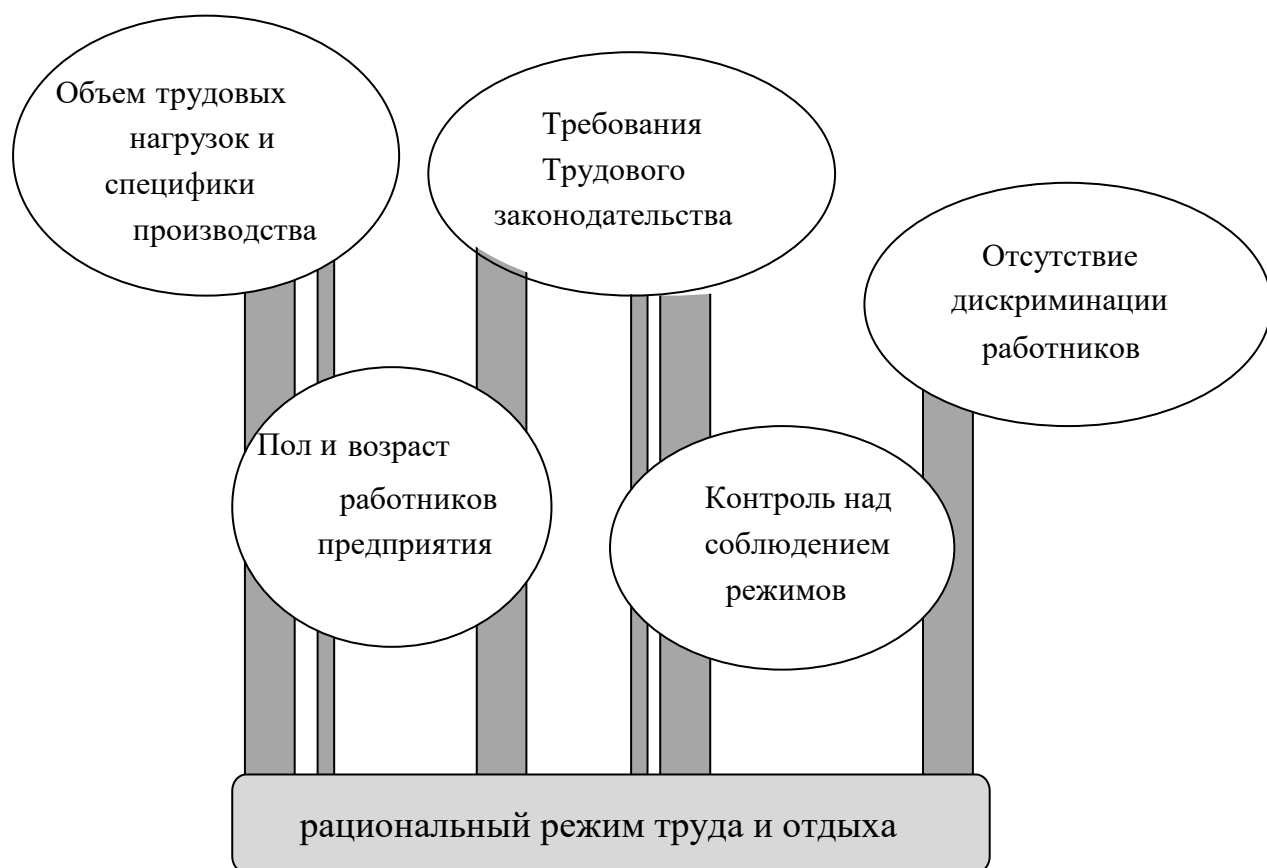 Объем трудовых
нагрузок и
специфики
производства
Требования
Трудового
законодательства
Отсутствие
дискриминации
работников
Пол и возраст
работников
предприятия
Контроль над
соблюдением
режимов
рациональный режим труда и отдыха